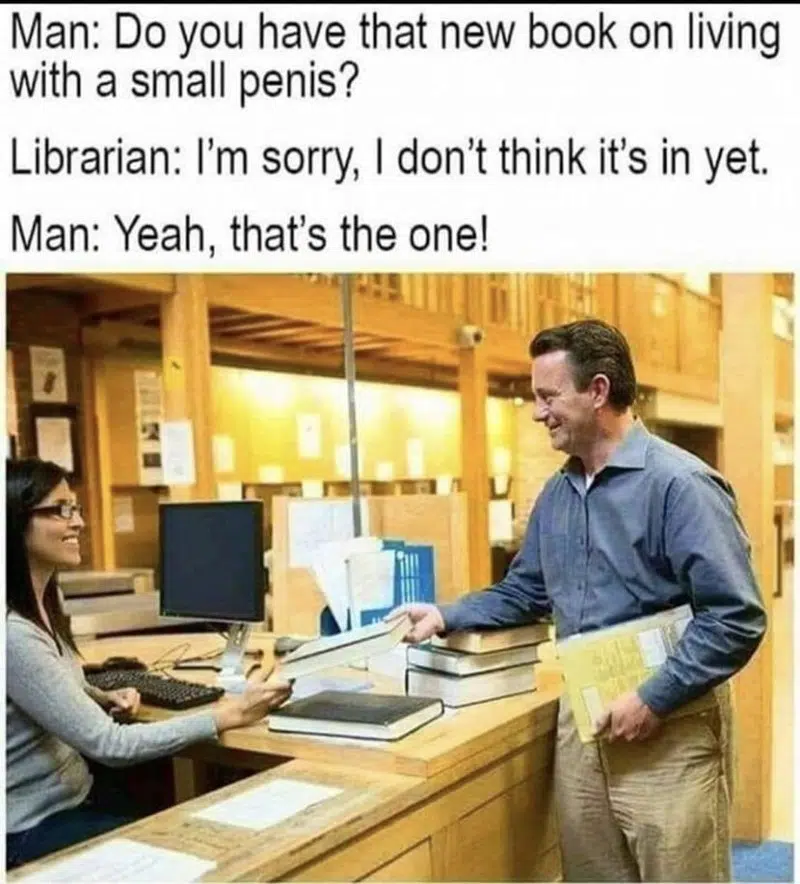 Man: Do you have that new book on living
with a small penis?
Librarian: I'm sorry, I don't think it's in yet.
Man: Yeah, that's the one!